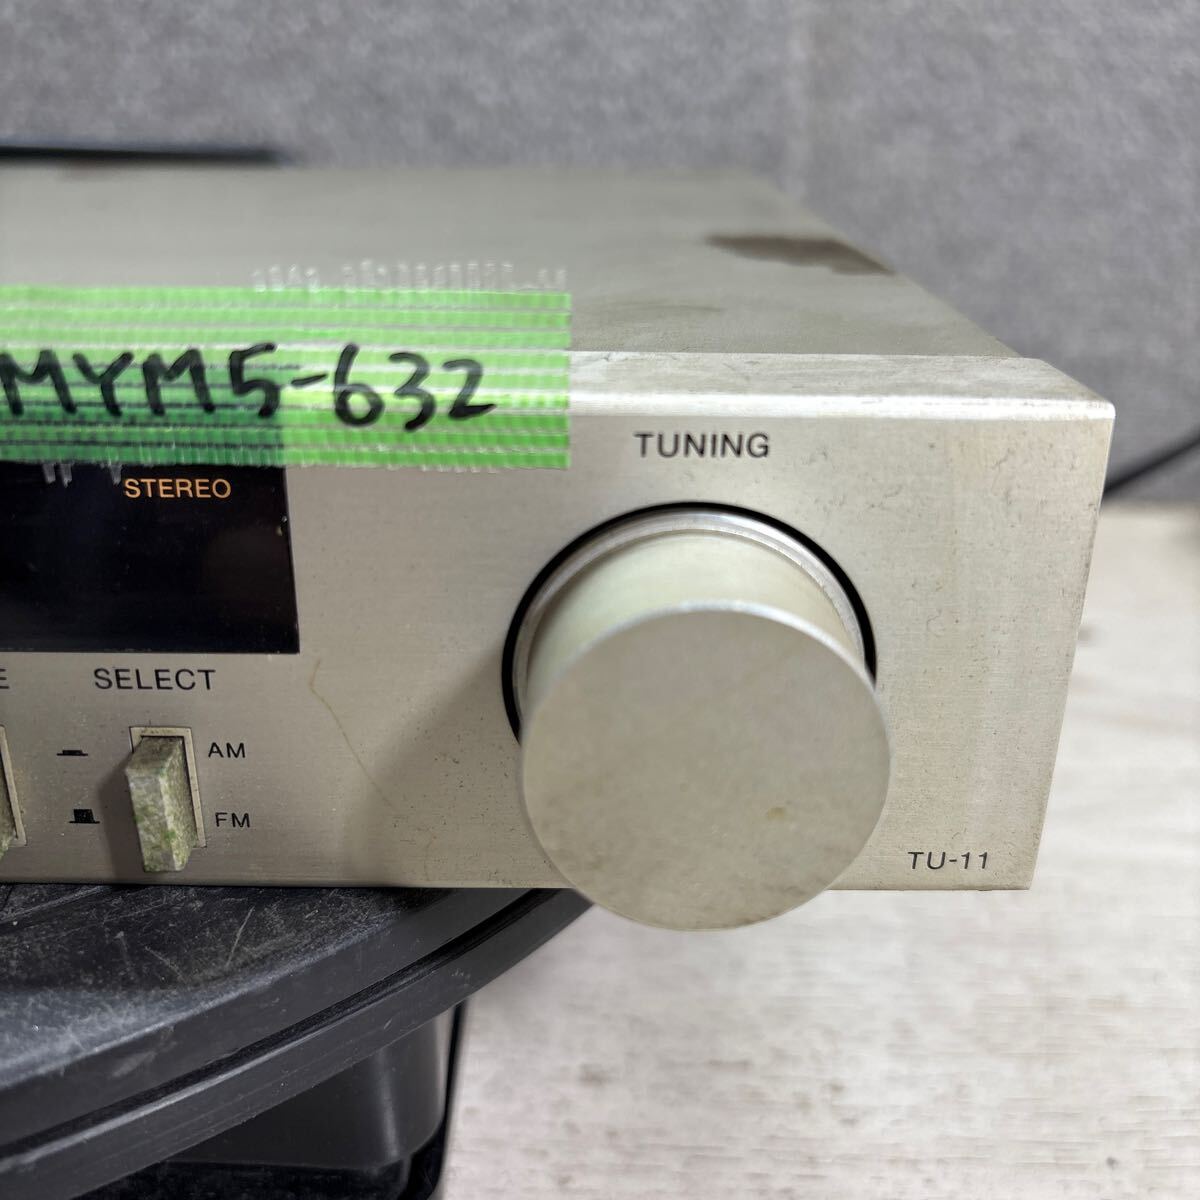 MYM5-632
TUNING
STEREO
E SELECT
AM
FM
TU-11